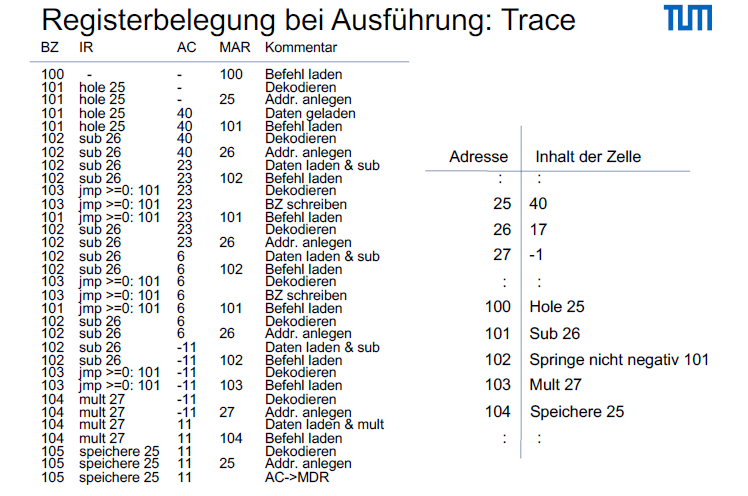 Registerbelegung bei Ausführung: Trace
TUM
BZ IR AC MAR Kommentar
100 - - 100 Befehl laden
101 hole 25 - Dekodieren
101 hole 25 - 25 Addr. anlegen
101 hole 25 40 Daten geladen
101 hole 25 40 101 Befehl laden
102 sub 26 40 Dekodieren
102 sub 26 40 26 Addr. anlegen
102 sub 26 23 Daten laden & sub
102 sub 26 23 102 Befehl laden
103 jmp >=0: 101 23 Dekodieren
103 jmp >=0: 101 23 BZ schreiben
101 jmp >=0: 101 23 101 Befehl laden
102 sub 26 23 Dekodieren
102 sub 26 23 26 Addr. anlegen
102 sub 26 6 Daten laden & sub
102 sub 26 6 102 Befehl laden
103 jmp >=0: 101 6 Dekodieren
103 jmp >=0: 101 6 BZ schreiben
101 jmp >=0: 101 6 101 Befehl laden
102 sub 26 6 Dekodieren
102 sub 26 6 26 Addr. anlegen
102 sub 26 -11 Daten laden & sub
102 sub 26 -11 102 Befehl laden
103 jmp >=0: 101 -11 Dekodieren
103 jmp >=0: 101 -11 103 Befehl laden
104 mult 27 -11 Dekodieren
104 mult 27 -11 27 Addr. anlegen
104 mult 27 11 Daten laden & mult
104 mult 27 11 104 Befehl laden
105 speichere 25 11 Dekodieren
105 speichere 25 11 25 Addr. anlegen
105 speichere 25 11 AC->MDR
Adresse Inhalt der Zelle
: :
25 40
26 17
27 -1
: :
100 Hole 25
101 Sub 26
102 Springe nicht negativ 101
103 Mult 27
104 Speichere 25
: :